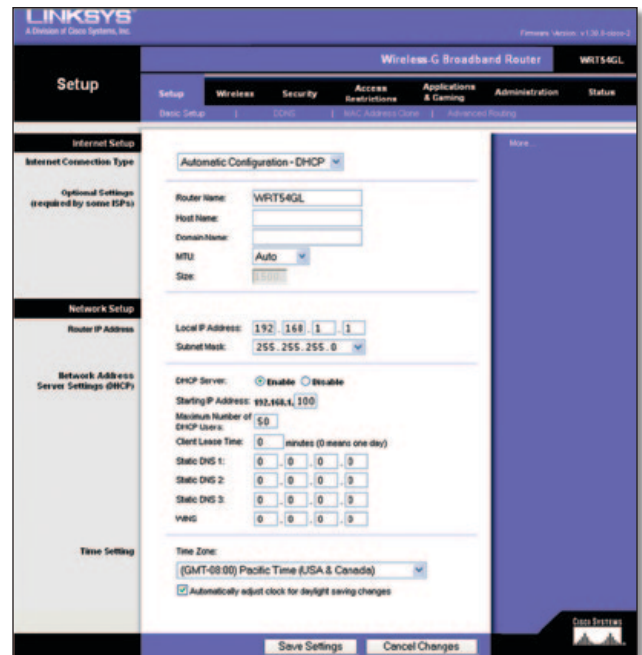 LINKSYS
A Division of Cisco Systems, Inc.
Wireless-G Broadband Router WRT54GL
Setup
Setup Wireless Security Access Restrictions Applications & Gaming Administration Status
Basic Setup | DDNS | MAC Address Clone | Advanced Routing
Internet Setup
More...
Internet Connection Type
Automatic Configuration - DHCP
Optional Settings
(required by some ISPs)
Router Name: WRT54GL
Host Name:
Domain Name:
MTU: Auto
Size: 1500
Network Setup
Router IP Address
Local IP Address: 192 . 168 . 1 . 1
Subnet Mask: 255.255.255.0
Network Address
Server Settings (DHCP)
DHCP Server: Enable Disable
Starting IP Address: 192.168.1. 100
Maximum Number of
DHCP Users: 50
Client Lease Time: 0 minutes (0 means one day)
Static DNS 1: 0 . 0 . 0 . 0
Static DNS 2: 0 . 0 . 0 . 0
Static DNS 3: 0 . 0 . 0 . 0
WINS 0 . 0 . 0 . 0
Time Setting
Time Zone:
(GMT-08:00) Pacific Time (USA & Canada)
Automatically adjust clock for daylight saving changes
Save Settings Cancel Changes
CISCO SYSTEMS